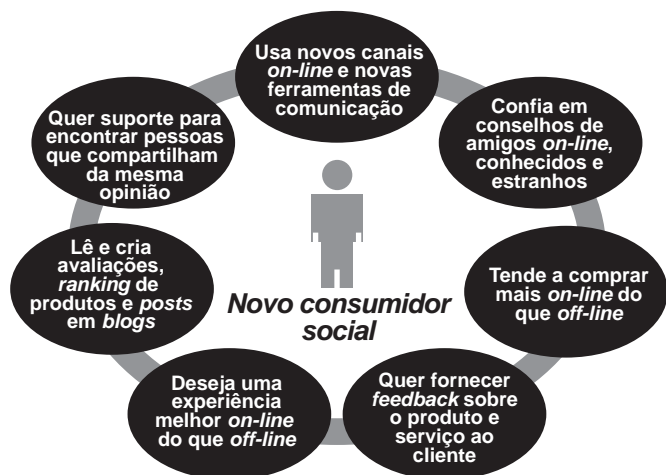 Usa novos canais
on-line e novas
ferramentas de
comunicação
Confia em
conselhos de
amigos on-line,
conhecidos e
estranhos
Tende a comprar
mais on-line do
que off-line
Quer fornecer
feedback sobre
o produto e
serviço ao
cliente
Deseja uma
experiência
melhor on-line
do que off-line
Lê e cria
avaliações,
ranking de
produtos e posts
em blogs
Quer suporte para
encontrar pessoas
que compartilham
da mesma
opinião
Novo consumidor
social